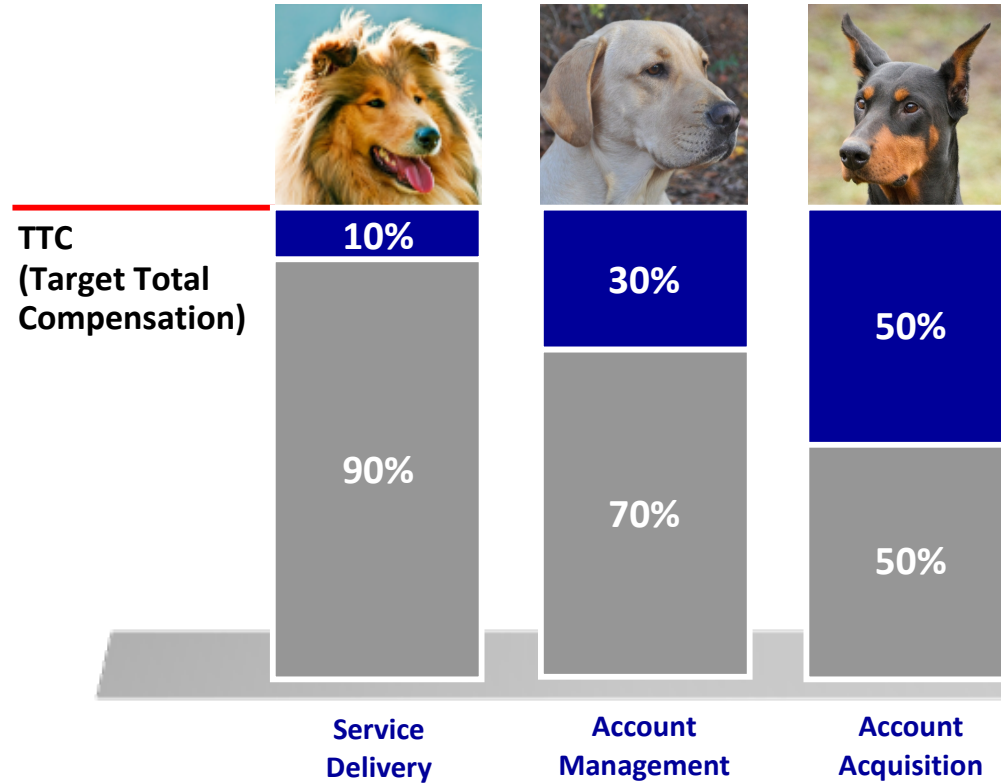 TTC
(Target Total
Compensation)
10%
30%
50%
90%
70%
50%
Service
Delivery
Account
Management
Account
Acquisition